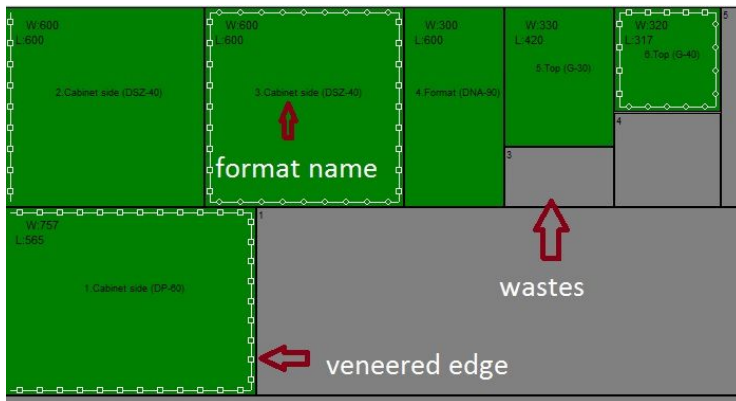 W:600
L:600
2.Cabinet side (DSZ-40)
W:600
L:600
3.Cabinet side (DSZ-40)
format name
W:300
L:600
4.Format (DNA-90)
W:330
L:420
5.Top (G-30)
3
W:320
L:317
6.Top (G-40)
4
5
W:757
L:565
1.Cabinet side (DP-60)
1
wastes
veneered edge